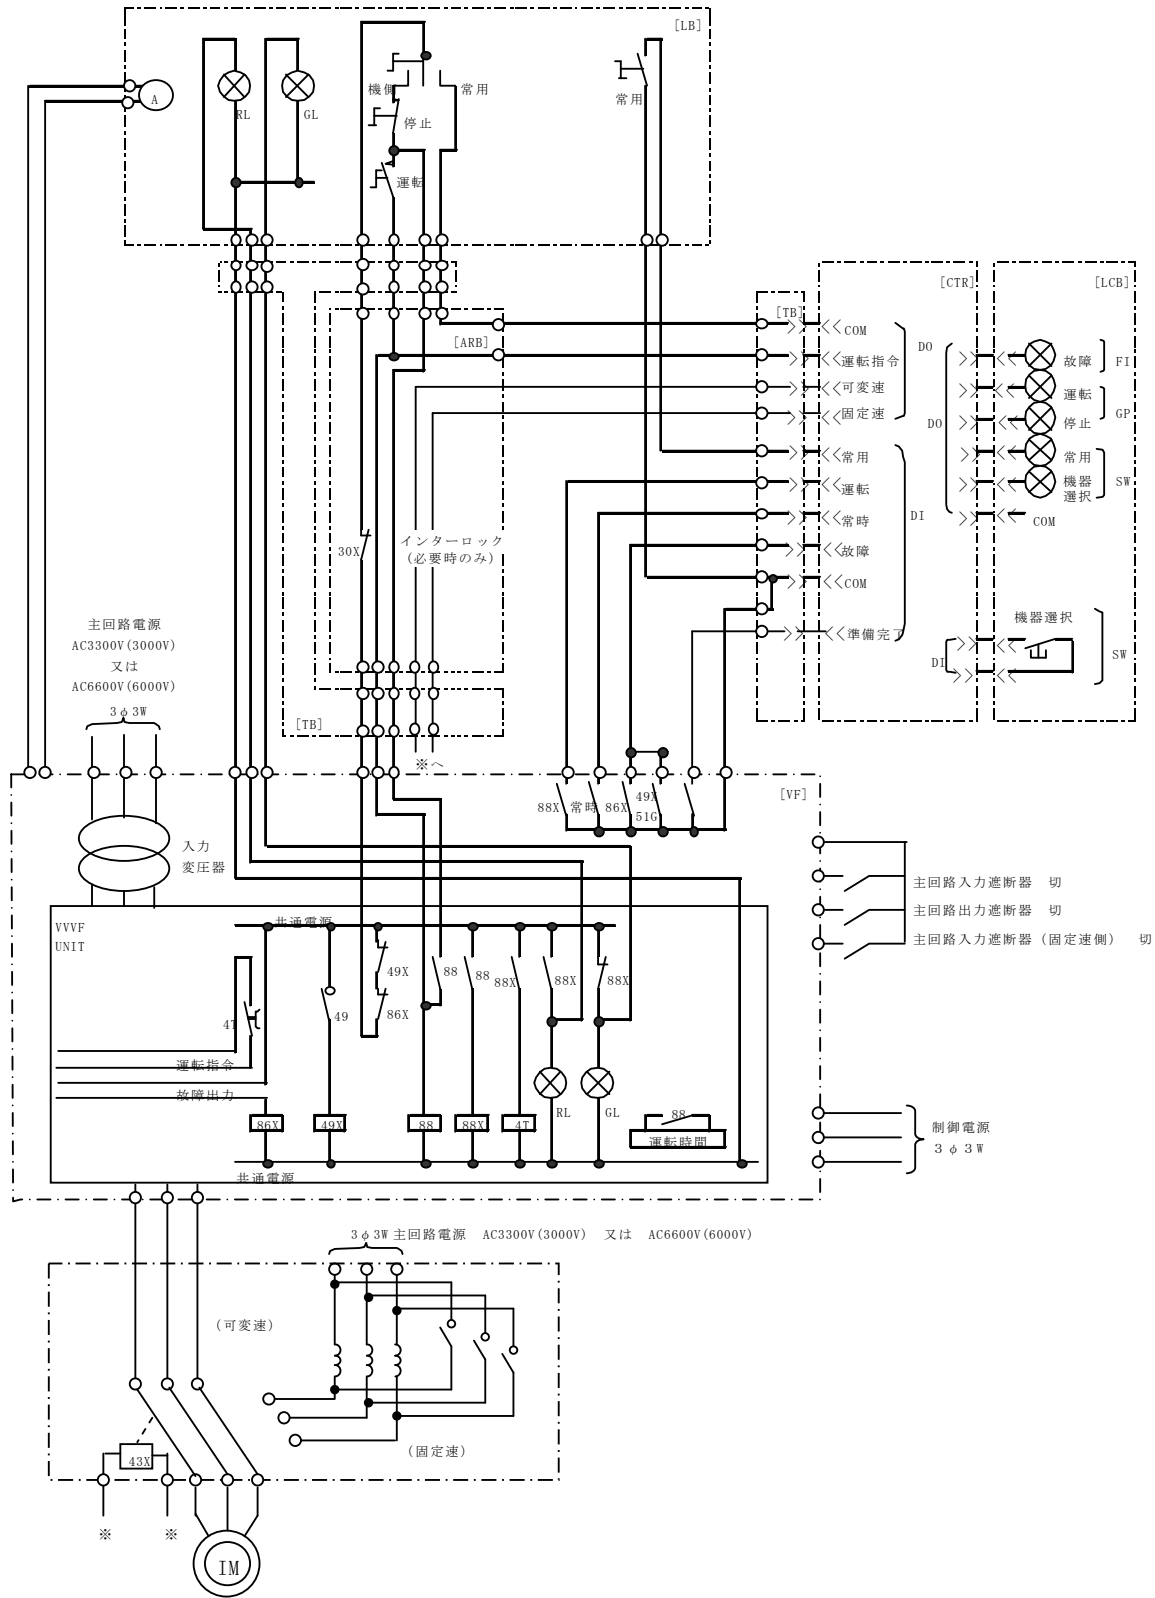 [LB]
A
RL
GL
機側
常用
停止
運転
常用
[TB]
[CTR]
[LCB]
[ARB]
COM
DO
運転指令
可変速
固定速
DO
故障
FI
運転
GP
停止
常用
機器
選択
SW
COM
常用
運転
常時
DI
故障
COM
準備完了
30X
インターロック
(必要時のみ)
機器選択
DI
SW
主回路電源
AC3300V(3000V)
又は
AC6600V(6000V)
3φ3W
[TB]
※へ
[VF]
88X
常時
86X
49X
51G
入力
変圧器
主回路入力遮断器 切
主回路出力遮断器 切
主回路入力遮断器(固定速側) 切
VVVF
UNIT
共通電源
4T
49
49X
86X
88
88
88X
88X
88X
運転指令
故障出力
RL
GL
86X
49X
88
88X
4T
88
運転時間
共通電源
制御電源
3φ3W
3φ3W 主回路電源 AC3300V(3000V) 又は AC6600V(6000V)
(可変速)
(固定速)
43X
※
※
IM